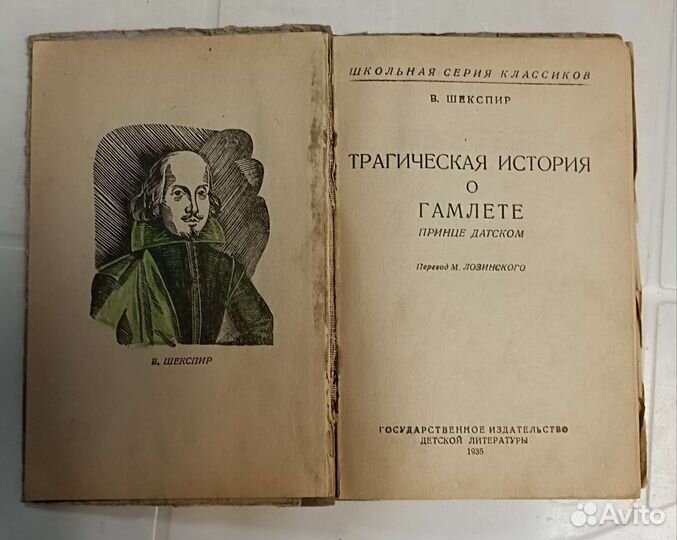 В. ШЕКСПИР
ШКОЛЬНАЯ СЕРИЯ КЛАССИКОВ
В. ШЕКСПИР
ТРАГИЧЕСКАЯ ИСТОРИЯ
О
ГАМЛЕТЕ
ПРИНЦЕ ДАТСКОМ
Перевод М. ЛОЗИНСКОГО
ГОСУДАРСТВЕННОЕ ИЗДАТЕЛЬСТВО
ДЕТСКОЙ ЛИТЕРАТУРЫ
1935
Avito